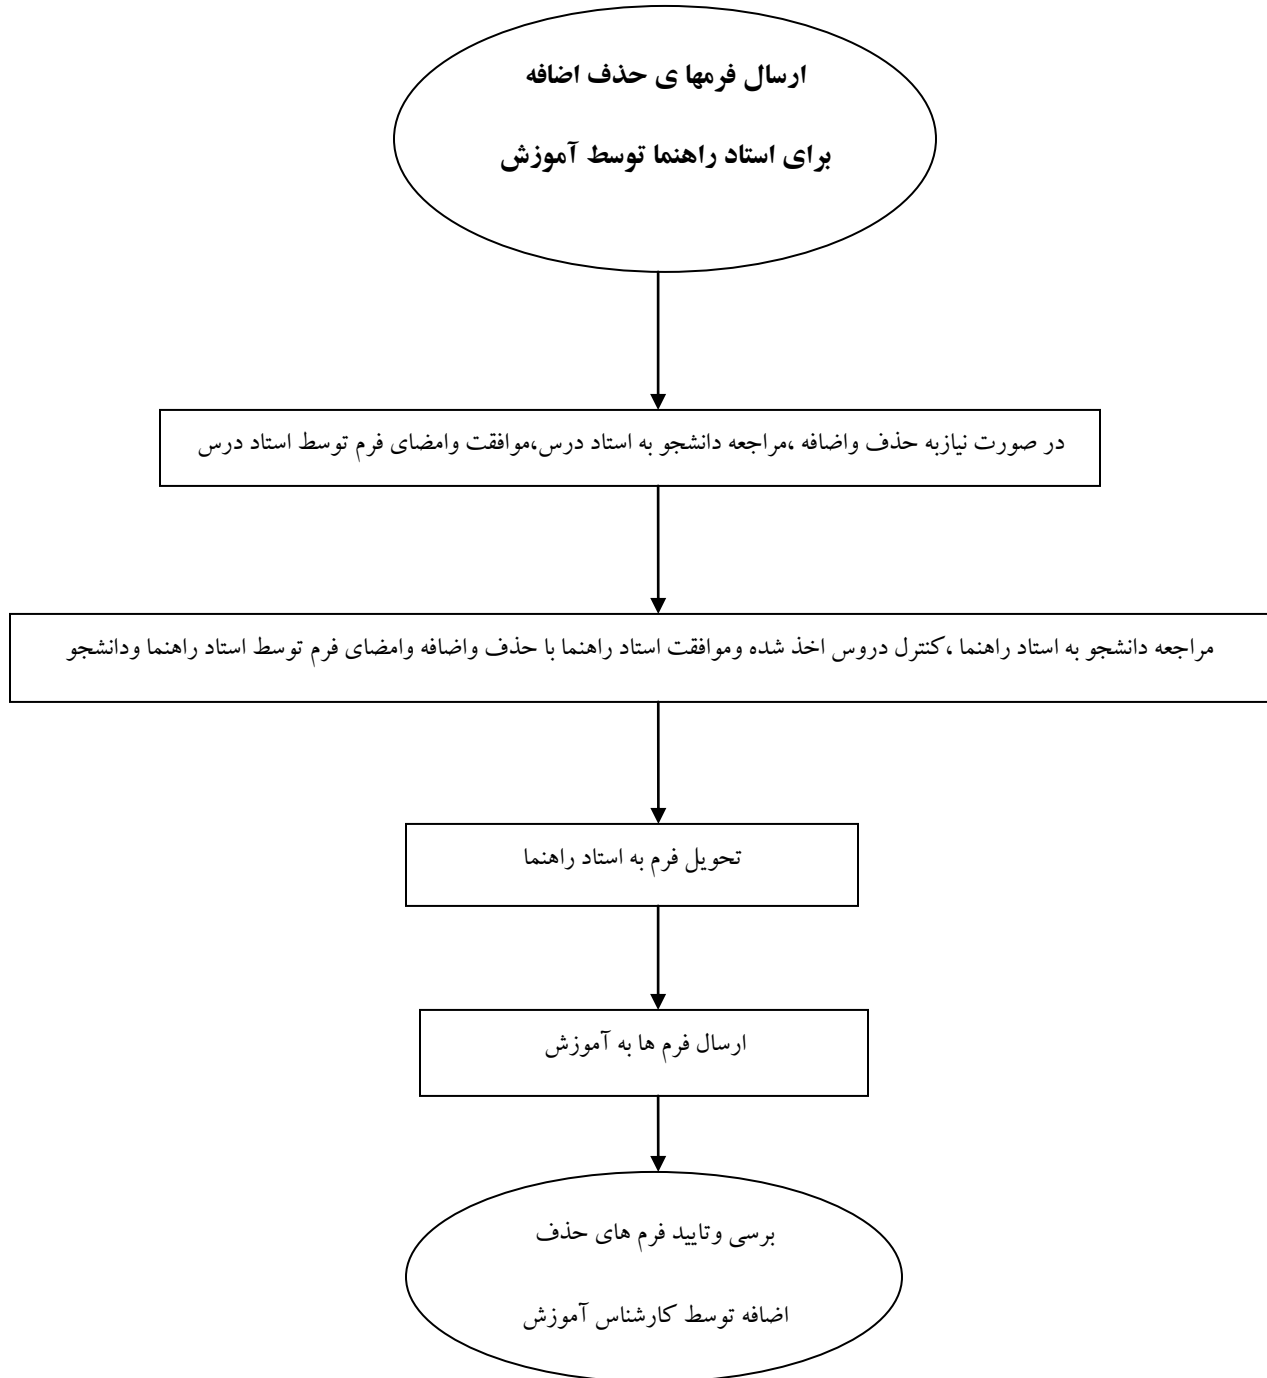 ارسال فرمها ی حذف اضافه
برای استاد راهنما توسط آموزش
در صورت نیازبه حذف واضافه ،مراجعه دانشجو به استاد درس،موافقت وامضای فرم توسط استاد درس
مراجعه دانشجو به استاد راهنما ،کنترل دروس اخذ شده وموافقت استاد راهنما با حذف واضافه وامضای فرم توسط استاد راهنما ودانشجو
تحویل فرم به استاد راهنما
ارسال فرم ها به آموزش
برسی وتایید فرم های حذف
اضافه توسط کارشناس آموزش